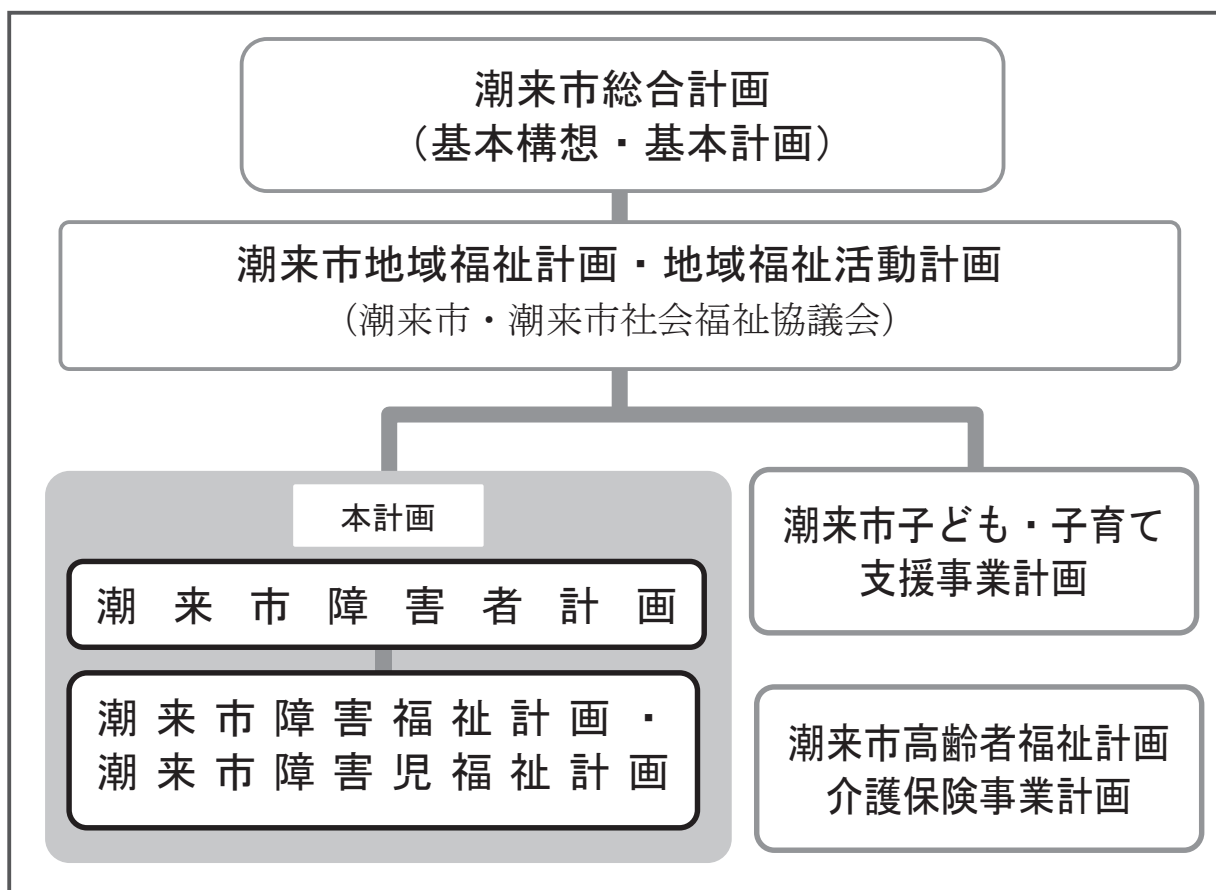 潮来市総合計画
（基本構想・基本計画）
潮来市地域福祉計画・地域福祉活動計画
（潮来市・潮来市社会福祉協議会）
本計画
潮来市障害者計画
潮来市障害福祉計画・
潮来市障害児福祉計画
潮来市子ども・子育て
支援事業計画
潮来市高齢者福祉計画
介護保険事業計画